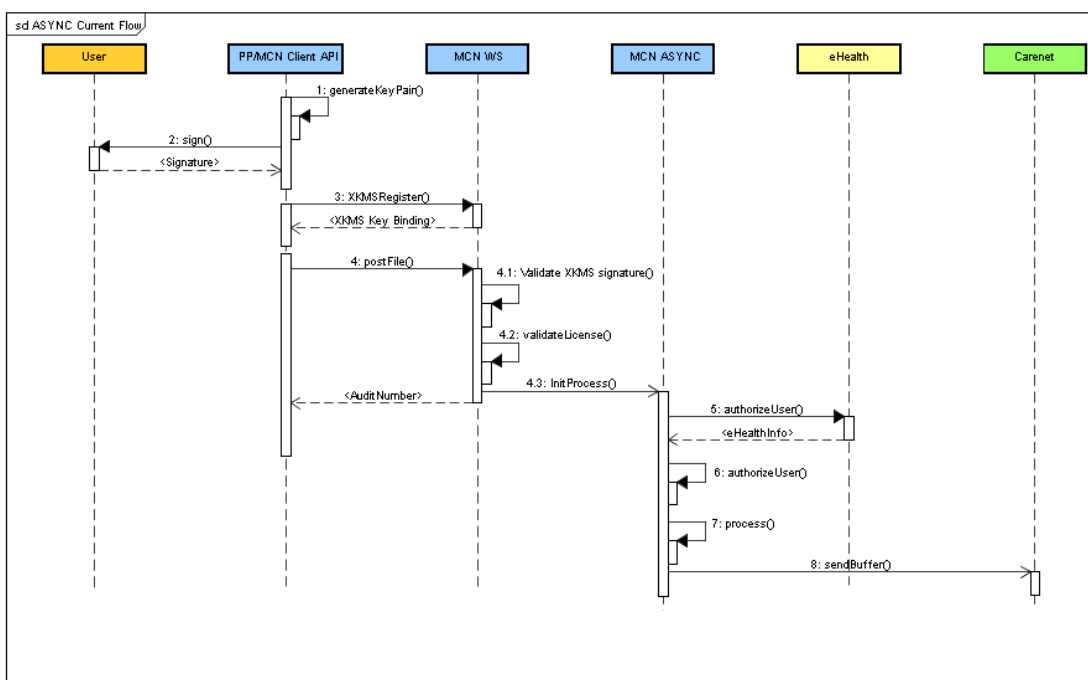 sd ASYNC Current Flow
User
PP/MCN Client API
MCN WS
MCN ASYNC
eHealth
Carenet
1: generateKeyPair()
2: sign()
<Signature>
3: XKMSRegister()
<XKMS Key Binding>
4: postFile()
4.1: Validate XKMS signature()
4.2: validateLicense()
4.3: InitProcess()
<AuditNumber>
5: authorizeUser()
<eHealthInfo>
6: authorizeUser()
7: process()
8: sendBuffer()